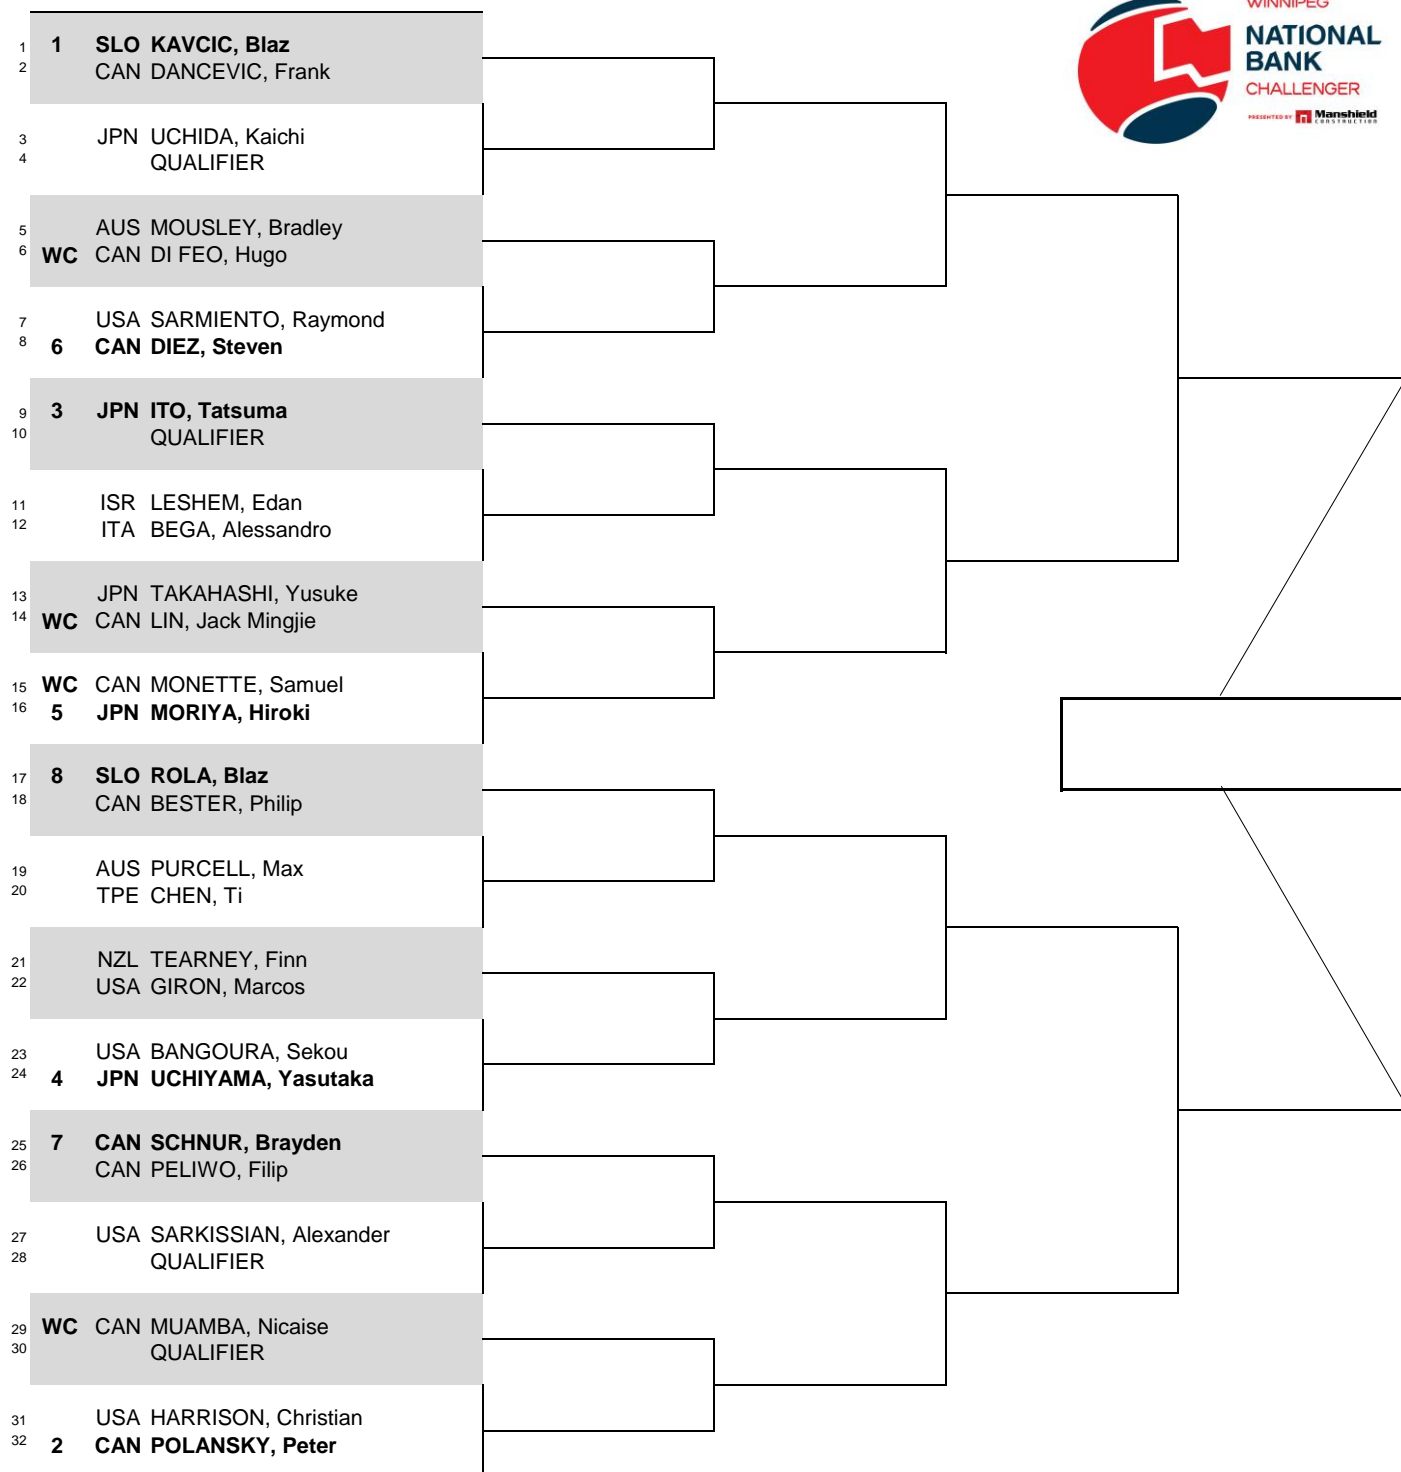 WINNIPEG
NATIONAL
BANK
CHALLENGER
PRESENTED BY Manshield
CONSTRUCTION
1 1 SLO KAVCIC, Blaz
2 CAN DANCEVIC, Frank
3 JPN UCHIDA, Kaichi
4 QUALIFIER
5 AUS MOUSLEY, Bradley
6 WC CAN DI FEO, Hugo
7 USA SARMIENTO, Raymond
8 6 CAN DIEZ, Steven
9 3 JPN ITO, Tatsuma
10 QUALIFIER
11 ISR LESHEM, Edan
12 ITA BEGA, Alessandro
13 JPN TAKAHASHI, Yusuke
14 WC CAN LIN, Jack Mingjie
15 WC CAN MONETTE, Samuel
16 5 JPN MORIYA, Hiroki
17 8 SLO ROLA, Blaz
18 CAN BESTER, Philip
19 AUS PURCELL, Max
20 TPE CHEN, Ti
21 NZL TEARNEY, Finn
22 USA GIRON, Marcos
23 USA BANGOURA, Sekou
24 4 JPN UCHIYAMA, Yasutaka
25 7 CAN SCHNUR, Brayden
26 CAN PELIWO, Filip
27 USA SARKISSIAN, Alexander
28 QUALIFIER
29 WC CAN MUAMBA, Nicaise
30 QUALIFIER
31 USA HARRISON, Christian
32 2 CAN POLANSKY, Peter